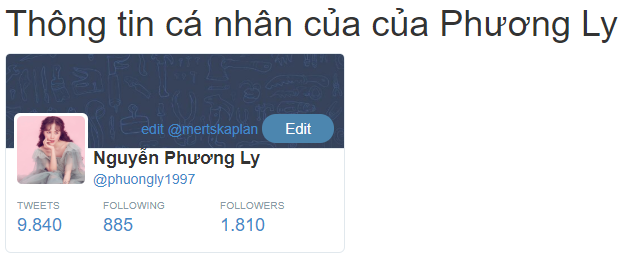 Thông tin cá nhân của của Phương Ly
edit @mertskaplan Edit
Nguyễn Phương Ly
@phuongly1997
TWEETS FOLLOWING FOLLOWERS
9.840 885 1.810